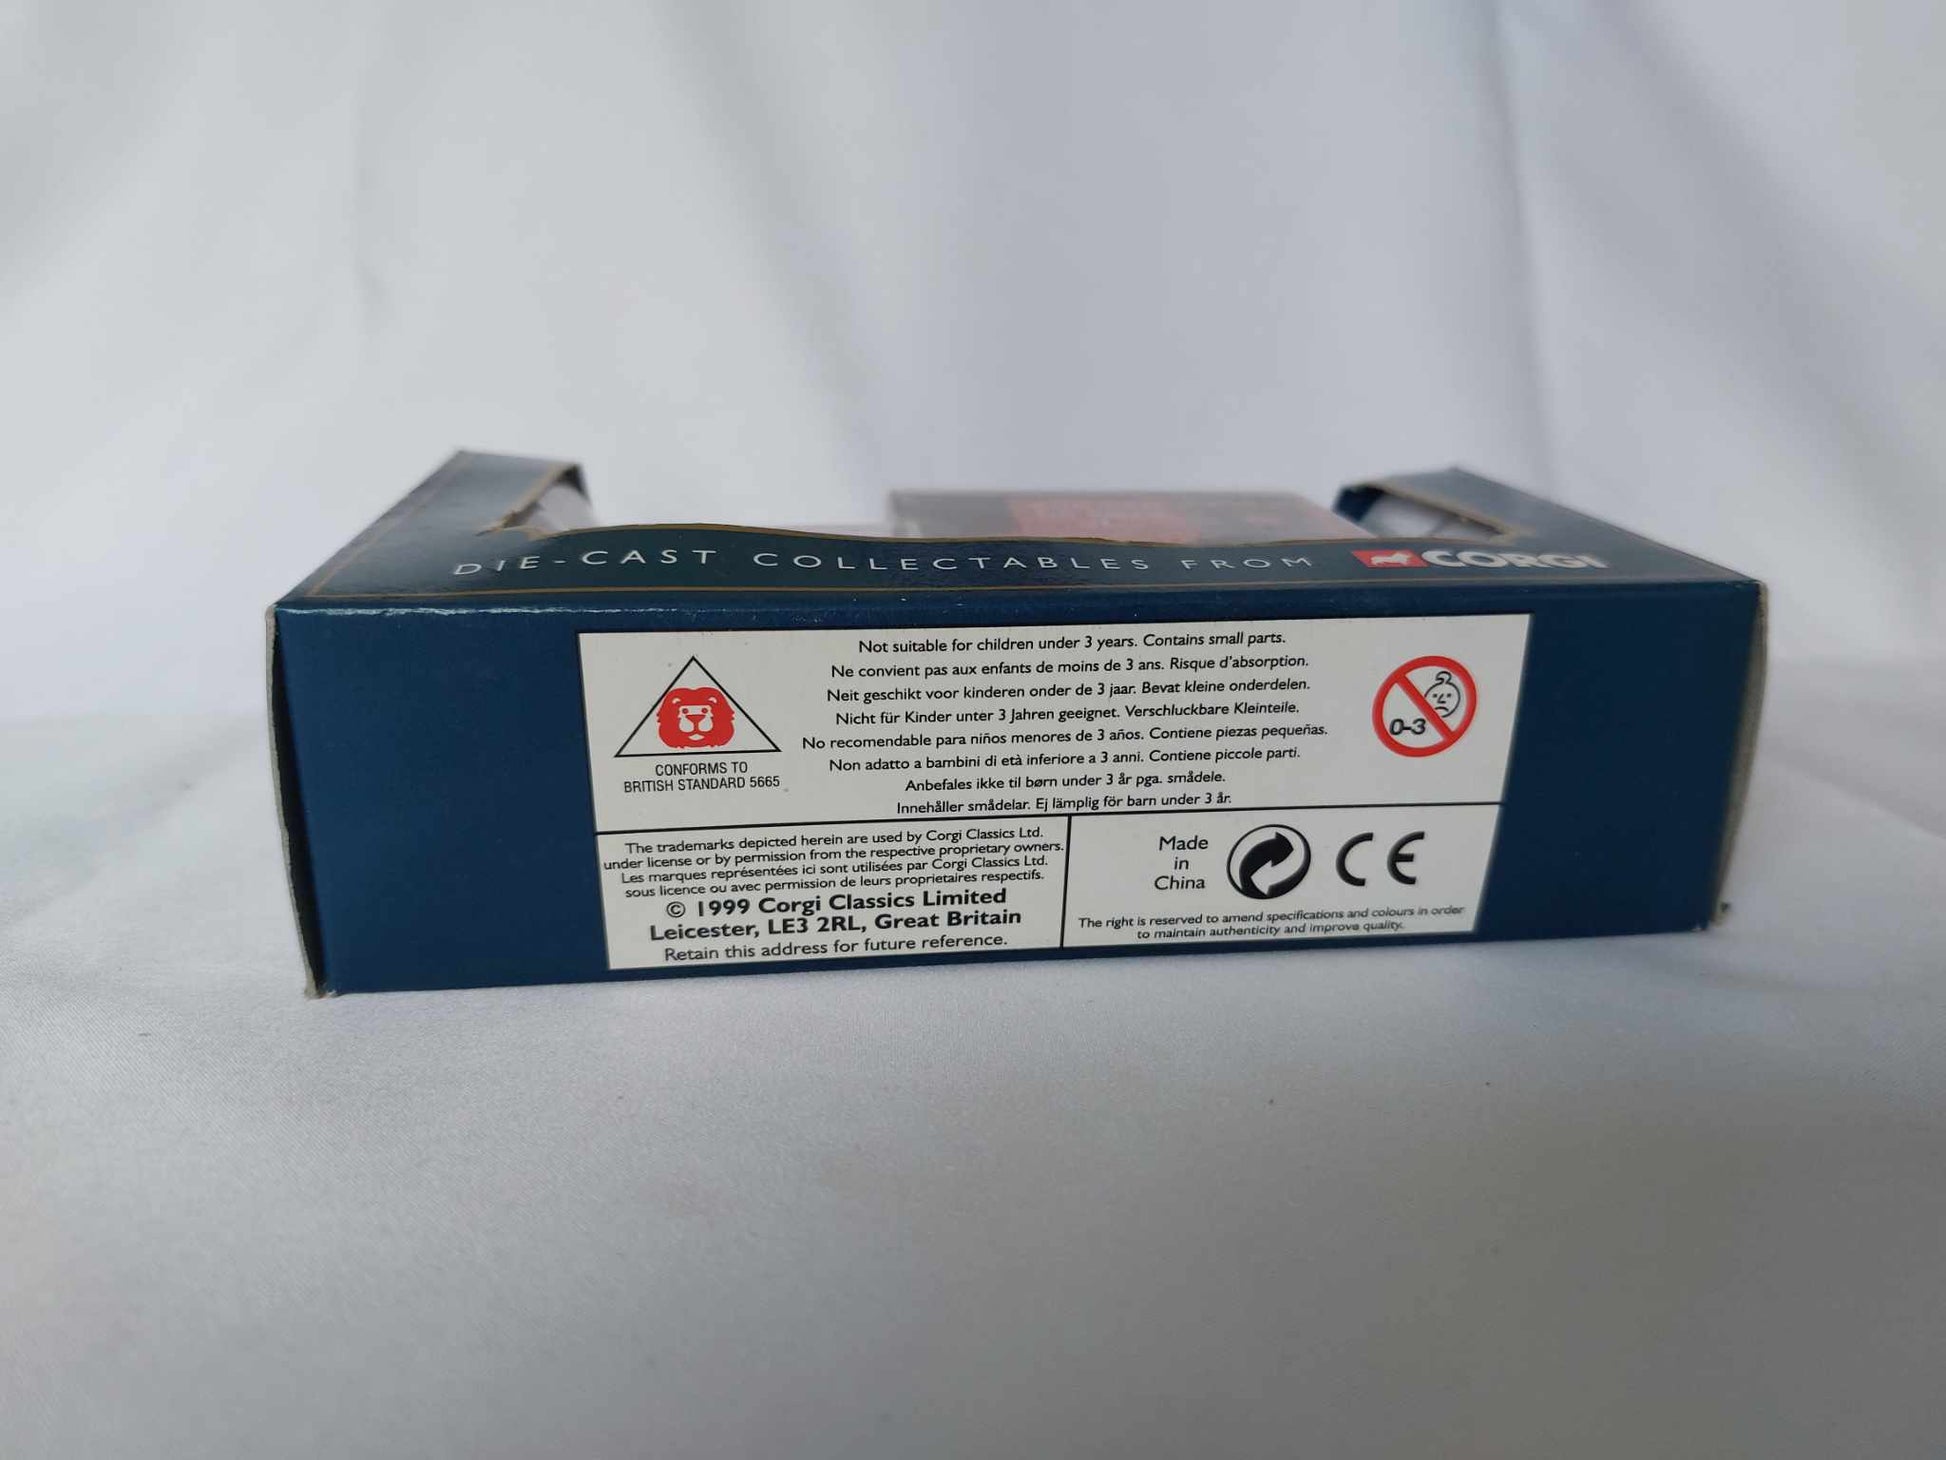 DIE-CAST COLLECTABLES FROM CORGI
Not suitable for children under 3 years. Contains small parts.
Ne convient pas aux enfants de moins de 3 ans. Risque d'absorption.
Neit geschikt voor kinderen onder de 3 jaar. Bevat kleine onderdelen.
Nicht für Kinder unter 3 Jahren geeignet. Verschluckbare Kleinteile.
No recomendable para niños menores de 3 años. Contiene piezas pequeñas.
Non adatto a bambini di età inferiore a 3 anni. Contiene piccole parti.
Anbefales ikke til børn under 3 år pga. smådele.
Innehåller smådelar. Ej lämplig för barn under 3 år.
CONFORMS TO
BRITISH STANDARD 5665
0-3
The trademarks depicted herein are used by Corgi Classics Ltd.
under license or by permission from the respective proprietary owners.
Les marques représentées ici sont utilisées par Corgi Classics Ltd.
sous licence ou avec permission de leurs proprietaires respectifs.
© 1999 Corgi Classics Limited
Leicester, LE3 2RL, Great Britain
Retain this address for future reference.
Made
in
China
CE
The right is reserved to amend specifications and colours in order
to maintain authenticity and improve quality.